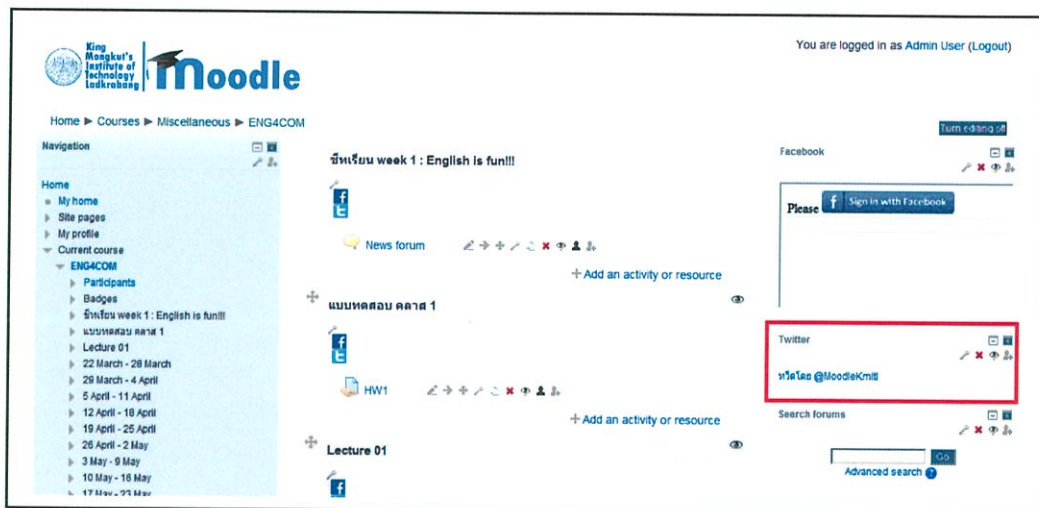 King
Mongkut's
Institute of
Technology
Ladkrabang
moodle
You are logged in as Admin User (Logout)
Home ► Courses ► Miscellaneous ► ENG4COM
Turn editing off
Navigation
Home
My home
Site pages
My profile
Current course
ENG4COM
Participants
Badges
ชีทเรียน week 1 : English is fun!!!
แบบทดสอบ คลาส 1
Lecture 01
22 March - 28 March
29 March - 4 April
5 April - 11 April
12 April - 18 April
19 April - 25 April
26 April - 2 May
3 May - 9 May
10 May - 16 May
17 May - 23 May
ชีทเรียน week 1 : English is fun!!!
News forum
Add an activity or resource
แบบทดสอบ คลาส 1
HW1
Add an activity or resource
Lecture 01
Facebook
Please f Sign in with Facebook
Twitter
ทวีตโดย @MoodleKmitl
Search forums
Go
Advanced search